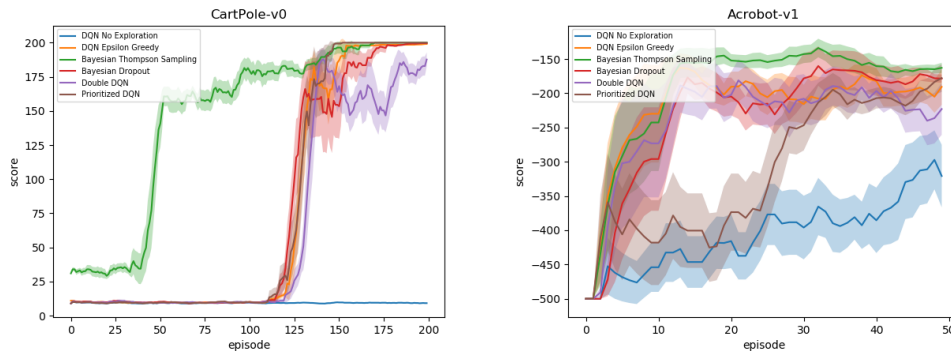 CartPole-v0
DQN No Exploration
DQN Epsilon Greedy
Bayesian Thompson Sampling
Bayesian Dropout
Double DQN
Prioritized DQN
200
175
150
125
100
75
50
25
0
score
0 25 50 75 100 125 150 175 200
episode
Acrobot-v1
DQN No Exploration
DQN Epsilon Greedy
Bayesian Thompson Sampling
Bayesian Dropout
Double DQN
Prioritized DQN
−150
−200
−250
−300
−350
−400
−450
−500
score
0 10 20 30 40 50
episode